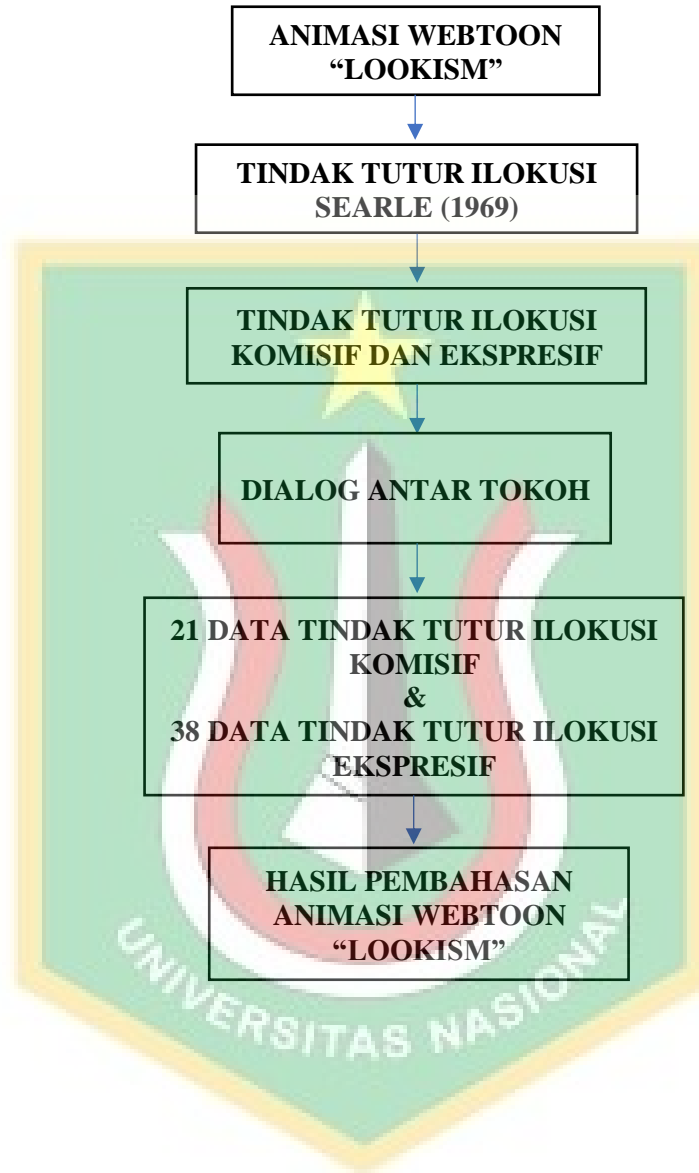 ANIMASI WEBTOON
“LOOKISM”
TINDAK TUTUR ILOKUSI
SEARLE (1969)
TINDAK TUTUR ILOKUSI
KOMISIF DAN EKSPRESIF
DIALOG ANTAR TOKOH
21 DATA TINDAK TUTUR ILOKUSI
KOMISIF
&
38 DATA TINDAK TUTUR ILOKUSI
EKSPRESIF
HASIL PEMBAHASAN
ANIMASI WEBTOON
“LOOKISM”
UNIVERSITAS NASIONAL